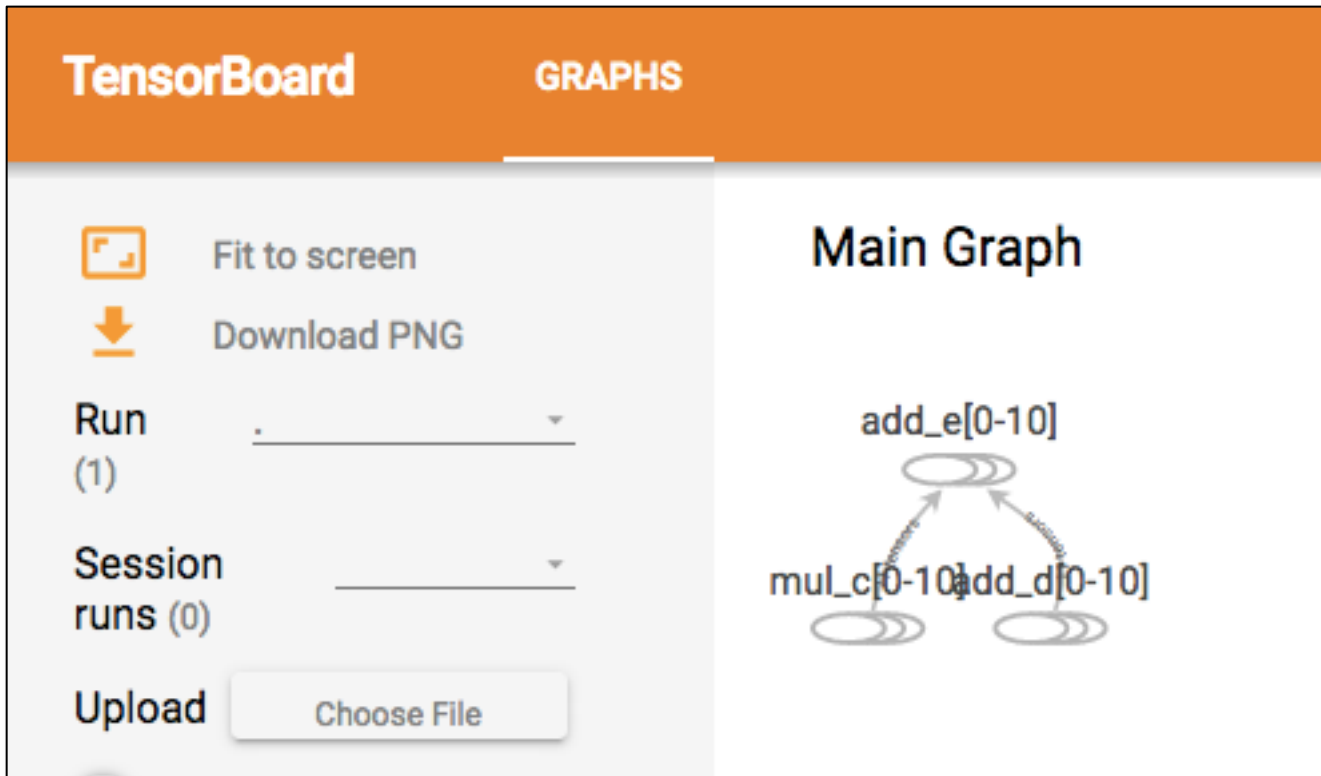 TensorBoard GRAPHS
Fit to screen
Download PNG
Run .
(1)
Session
runs (0)
Upload Choose File
Main Graph
add_e[0-10]
tensors
mul_c[0-10] add_d[0-10]